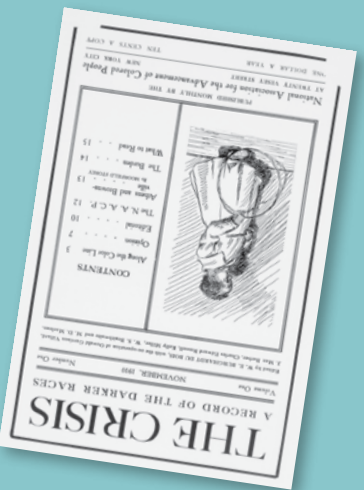 THE CRISIS
A RECORD OF THE DARKER RACES
Volume One NOVEMBER, 1910 Number One
Edited by W. E. BURGHARDT DU BOIS, with the co-operation of Oswald Garrison Villard,
J. Max Barber, Charles Edward Russell, Kelly Miller, W. S. Braithwaite and M. D. Maclean.
CONTENTS
Along the Color Line 3
Opinion . . . . 7
Editorial . . . . 10
The N. A. A. C. P. 12
Athens and Browns-
ville . . . . 13
By MOORFIELD STOREY
The Burden . . . 14
What to Read . . . 15
PUBLISHED MONTHLY BY THE
National Association for the Advancement of Colored People
AT TWENTY VESEY STREET NEW YORK CITY
ONE DOLLAR A YEAR TEN CENTS A COPY